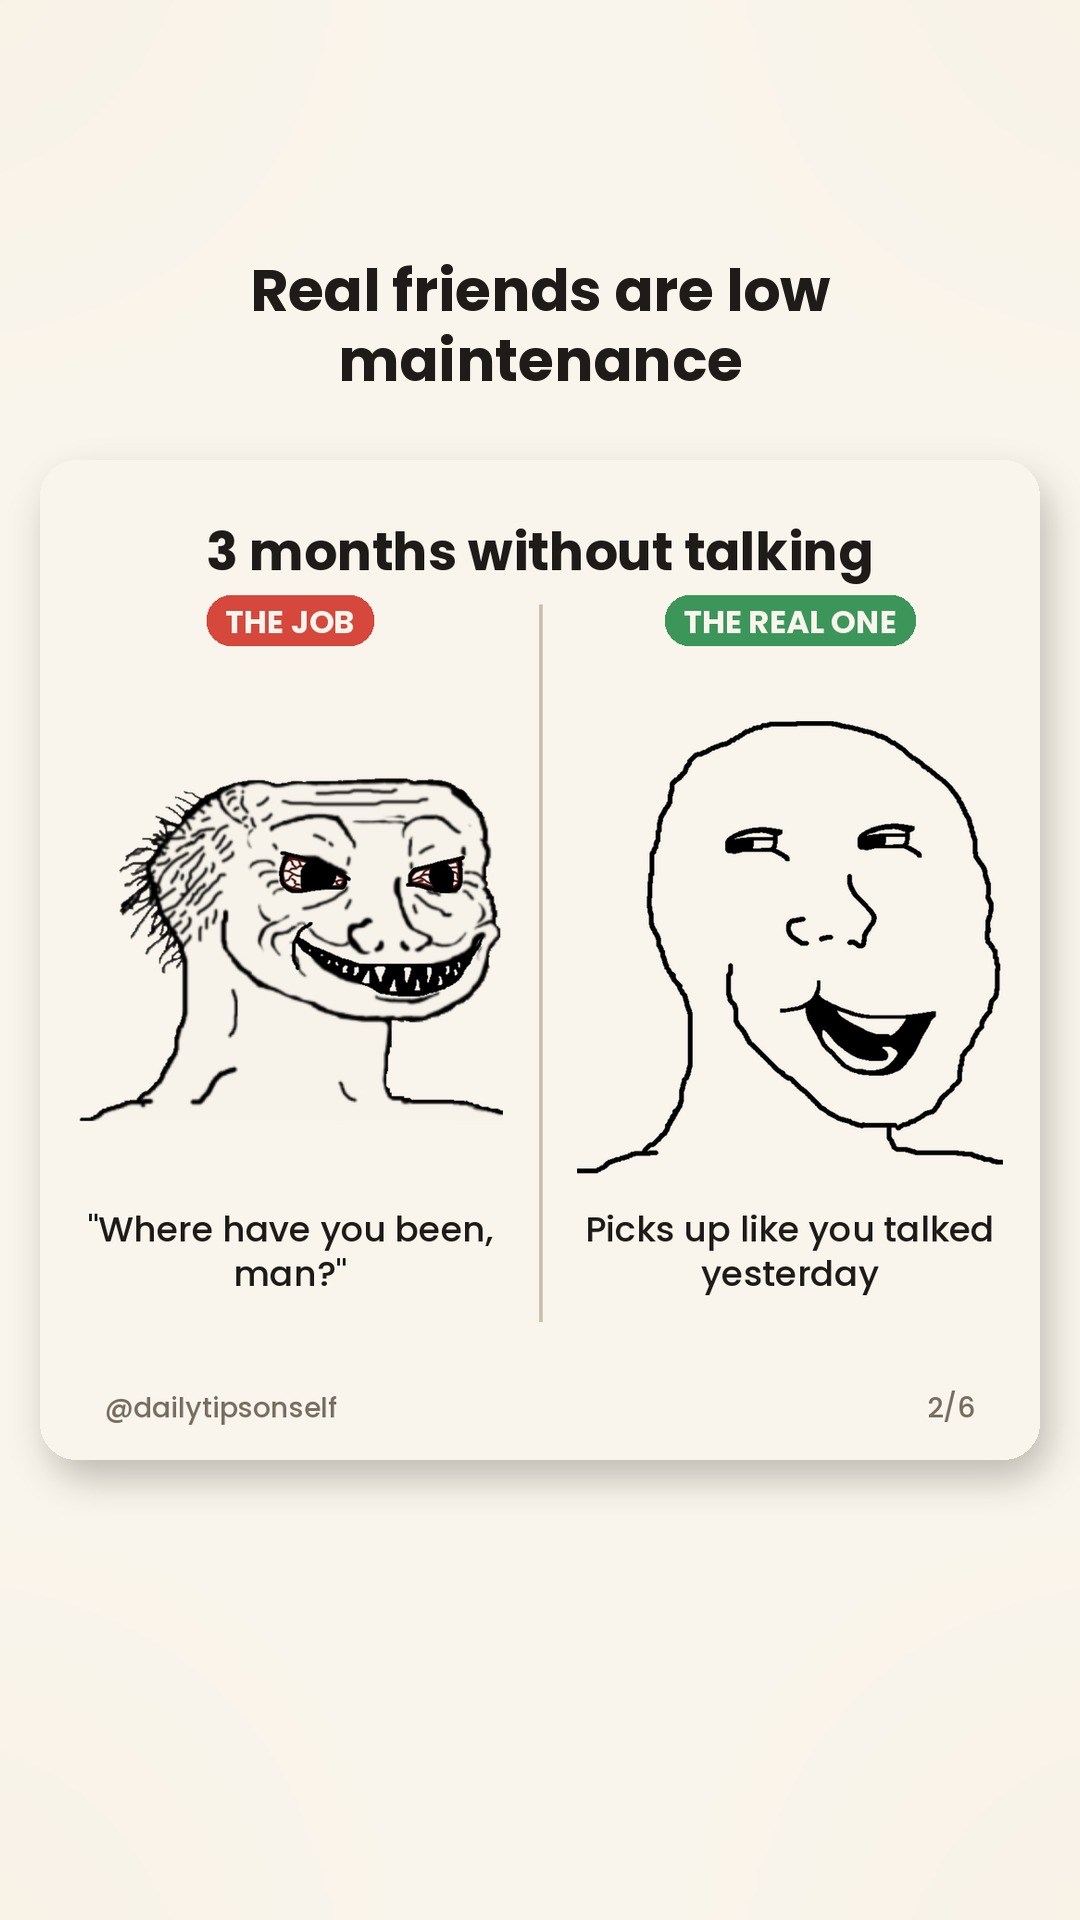 Real friends are low
maintenance
3 months without talking
THE JOB
THE REAL ONE
"Where have you been,
man?"
Picks up like you talked
yesterday
@dailytipsonself
2/6